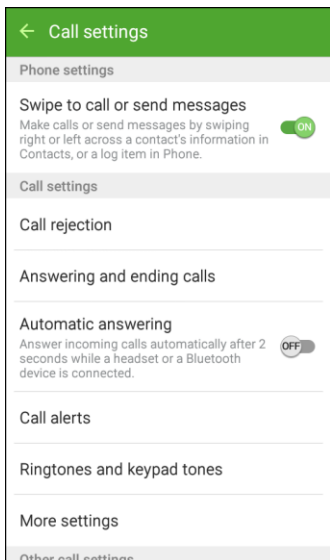 Call settings
Phone settings
Swipe to call or send messages
Make calls or send messages by swiping
right or left across a contact's information in
Contacts, or a log item in Phone.
ON
Call settings
Call rejection
Answering and ending calls
Automatic answering
Answer incoming calls automatically after 2
seconds while a headset or a Bluetooth
device is connected.
OFF
Call alerts
Ringtones and keypad tones
More settings
Other call settings